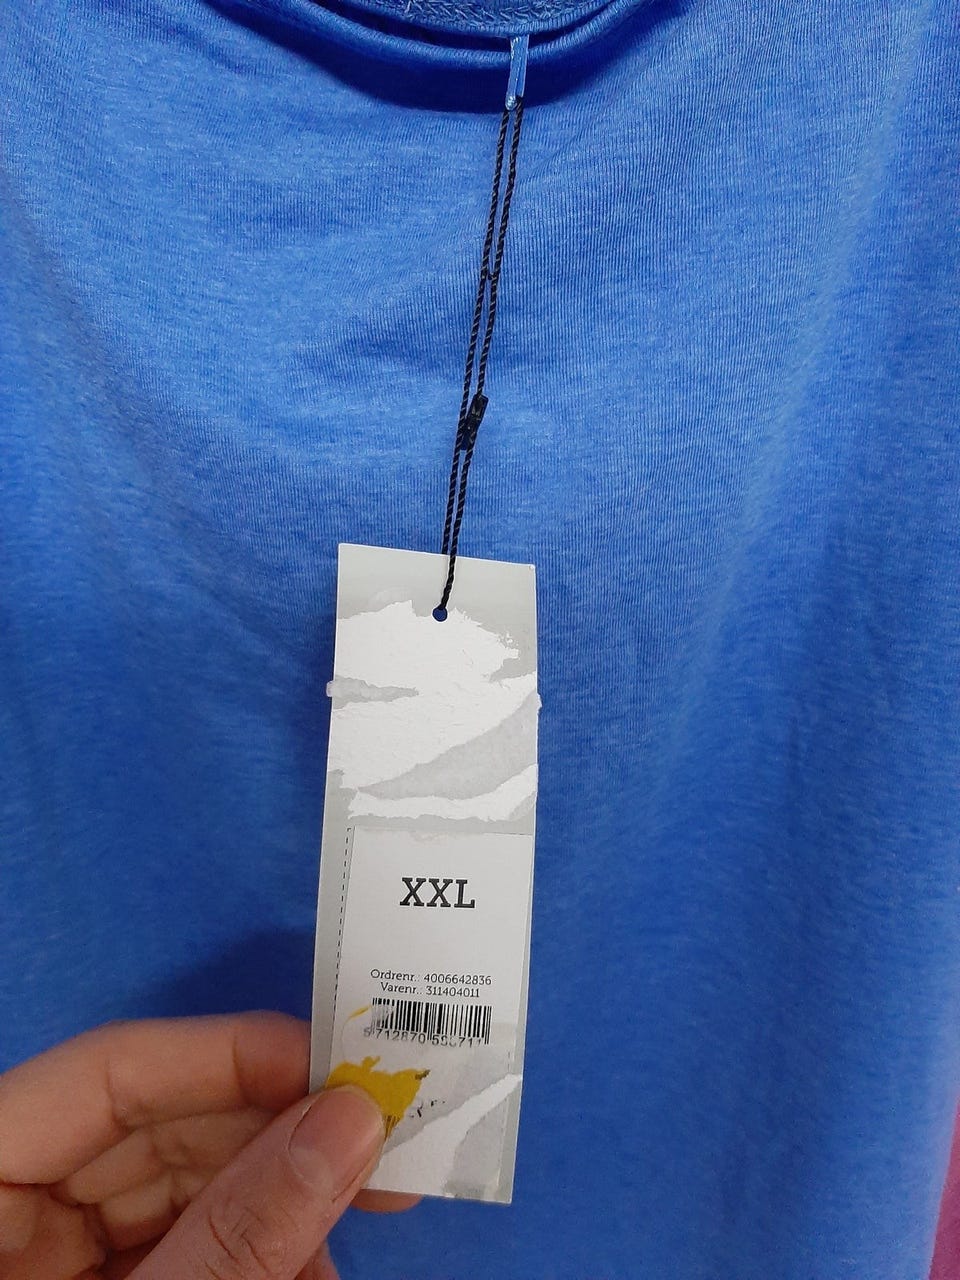 XXL
Ordrenr.: 4006642836
Varenr.: 311404011